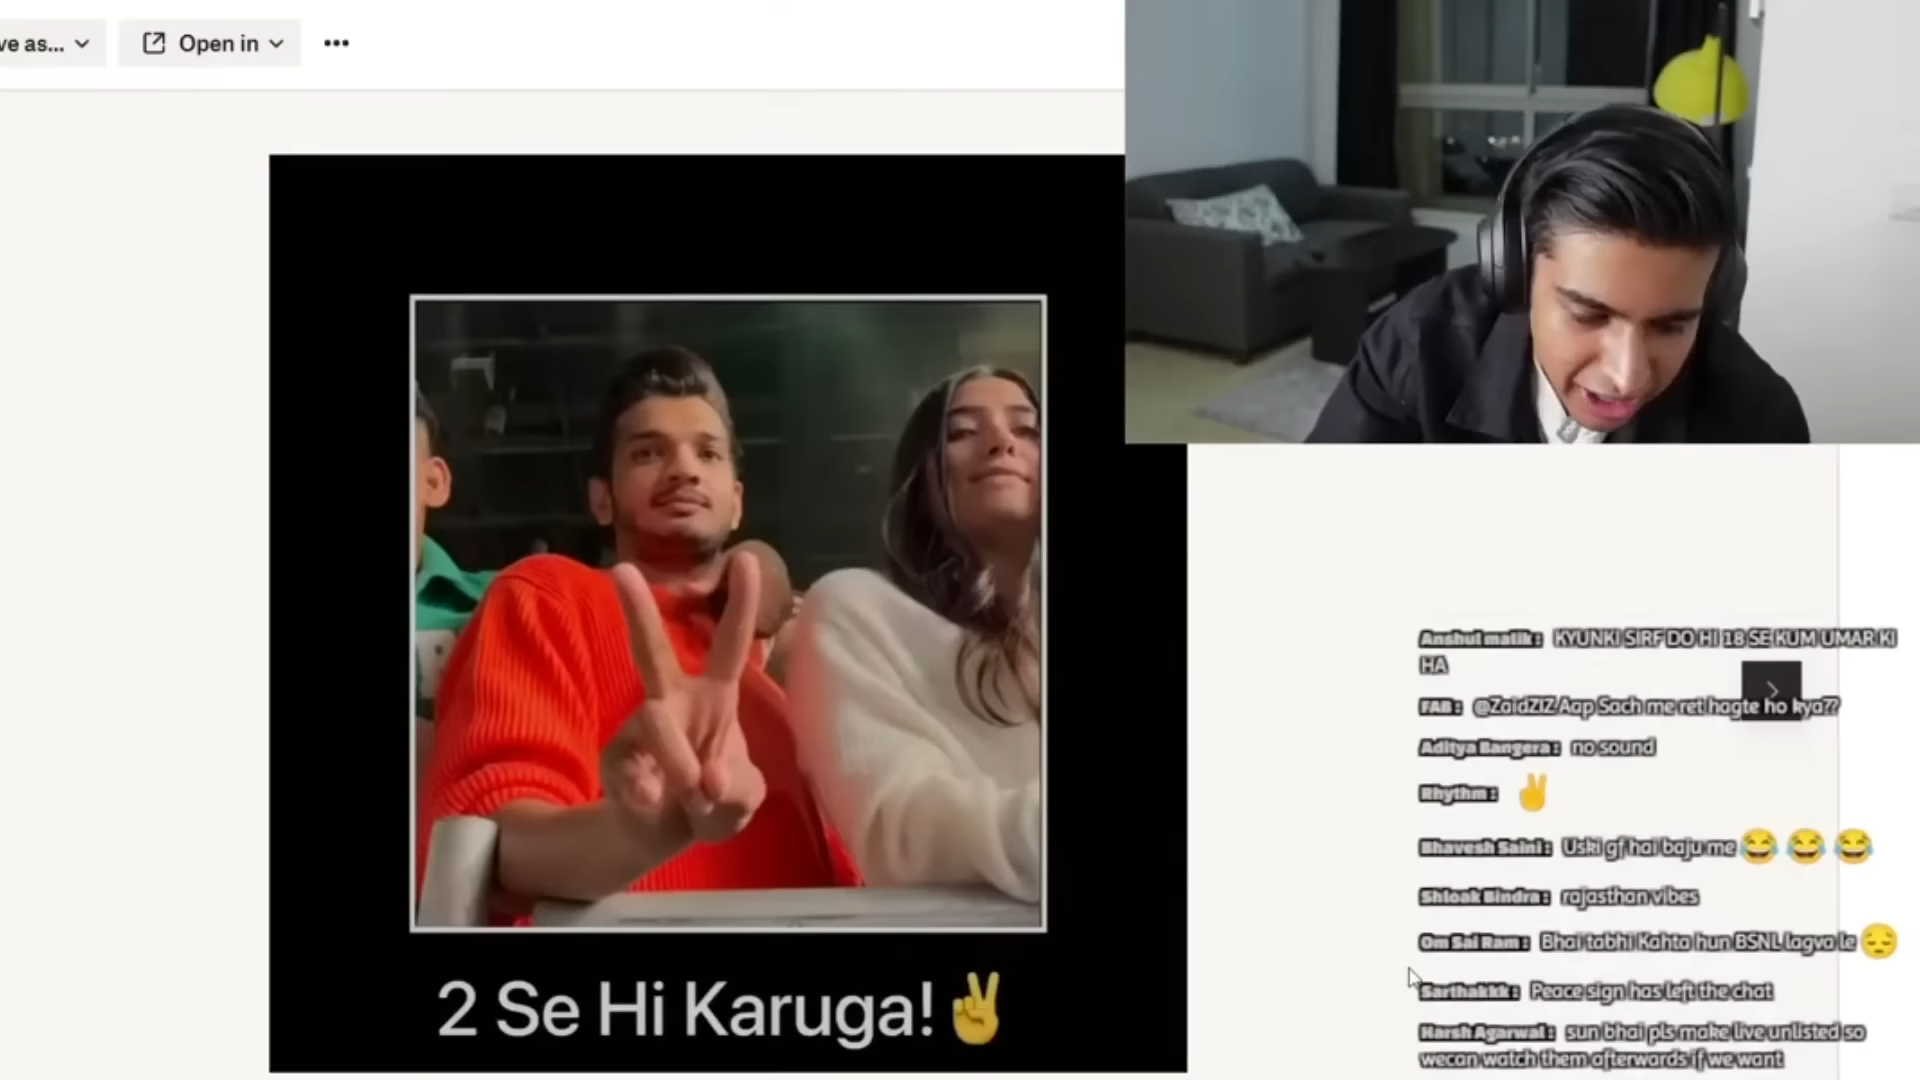 ve as...
Open in
2 Se Hi Karuga!✌️
Anshul malik: KYUNKI SIRF DO HI 18 SE KUM UMAR KI
HA
FAB: @ZaidZIZ Aap Sach me ret hagte ho kya??
Aditya Bangera: no sound
Rhythm: ✌️
Bhavesh Saini: Uski gf hai baju me 😂 😂 😂
Shloak Bindra: rajasthan vibes
Om Sai Ram: Bhai tabhi Kahta hun BSNL lagvo le 😔
Sarthakkk: Peace sign has left the chat
Harsh Agarwal: sun bhai pls make live unlisted so
wecan watch them afterwards if we want